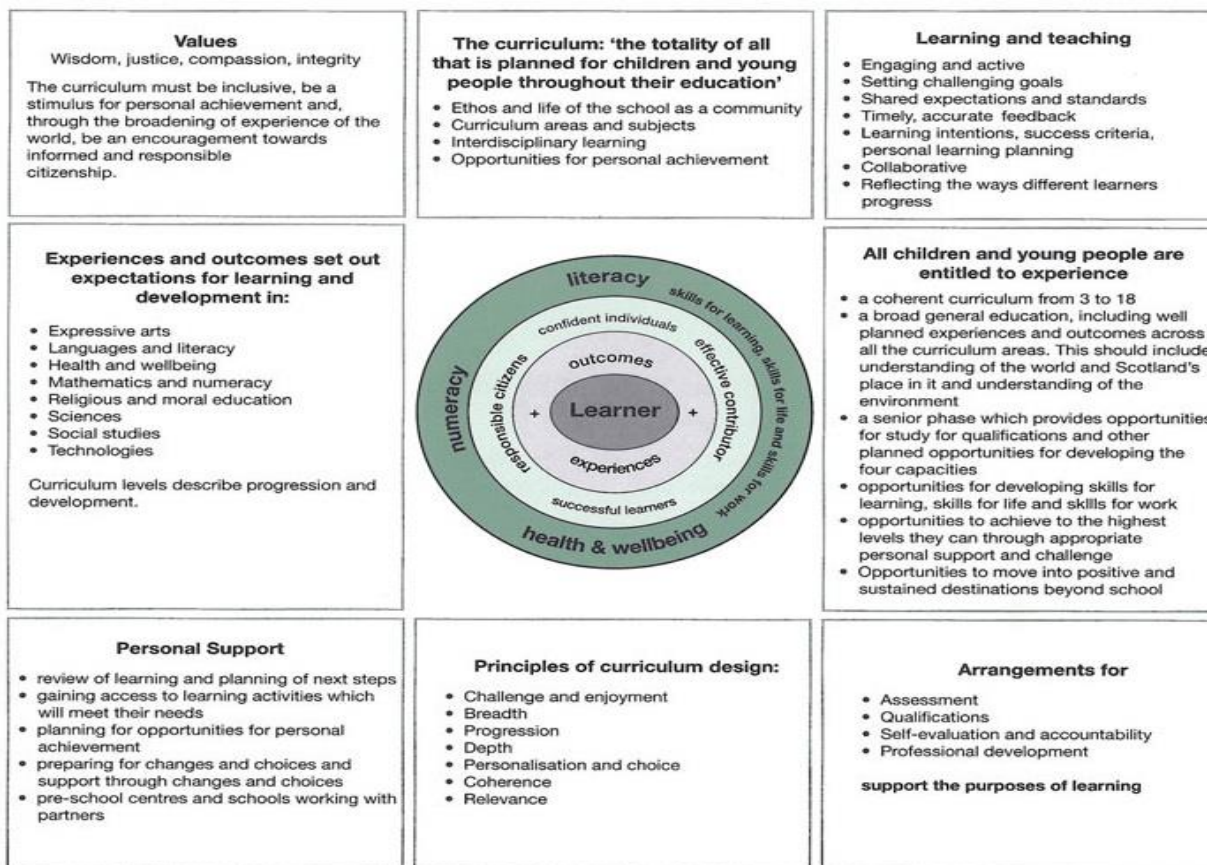 Values
Wisdom, justice, compassion, integrity
The curriculum must be inclusive, be a
stimulus for personal achievement and,
through the broadening of experience of the
world, be an encouragement towards
informed and responsible
citizenship.
The curriculum: 'the totality of all
that is planned for children and young
people throughout their education'
• Ethos and life of the school as a community
• Curriculum areas and subjects
• Interdisciplinary learning
• Opportunities for personal achievement
Learning and teaching
• Engaging and active
• Setting challenging goals
• Shared expectations and standards
• Timely, accurate feedback
• Learning intentions, success criteria,
personal learning planning
• Collaborative
• Reflecting the ways different learners
progress
Experiences and outcomes set out
expectations for learning and
development in:
• Expressive arts
• Languages and literacy
• Health and wellbeing
• Mathematics and numeracy
• Religious and moral education
• Sciences
• Social studies
• Technologies
Curriculum levels describe progression and
development.
literacy
skills for learning, skills for life and skills for work
confident individuals
effective contributor
outcomes
numeracy
responsible citizens
+ Learner +
experiences
successful learners
health & wellbeing
All children and young people are
entitled to experience
• a coherent curriculum from 3 to 18
• a broad general education, including well
planned experiences and outcomes across
all the curriculum areas. This should include
understanding of the world and Scotland's
place in it and understanding of the
environment
• a senior phase which provides opportunities
for study for qualifications and other
planned opportunities for developing the
four capacities
• opportunities for developing skills for
learning, skills for life and skills for work
• opportunities to achieve to the highest
levels they can through appropriate
personal support and challenge
• Opportunities to move into positive and
sustained destinations beyond school
Personal Support
• review of learning and planning of next steps
• gaining access to learning activities which
will meet their needs
• planning for opportunities for personal
achievement
• preparing for changes and choices and
support through changes and choices
• pre-school centres and schools working with
partners
Principles of curriculum design:
• Challenge and enjoyment
• Breadth
• Progression
• Depth
• Personalisation and choice
• Coherence
• Relevance
Arrangements for
• Assessment
• Qualifications
• Self-evaluation and accountability
• Professional development
support the purposes of learning